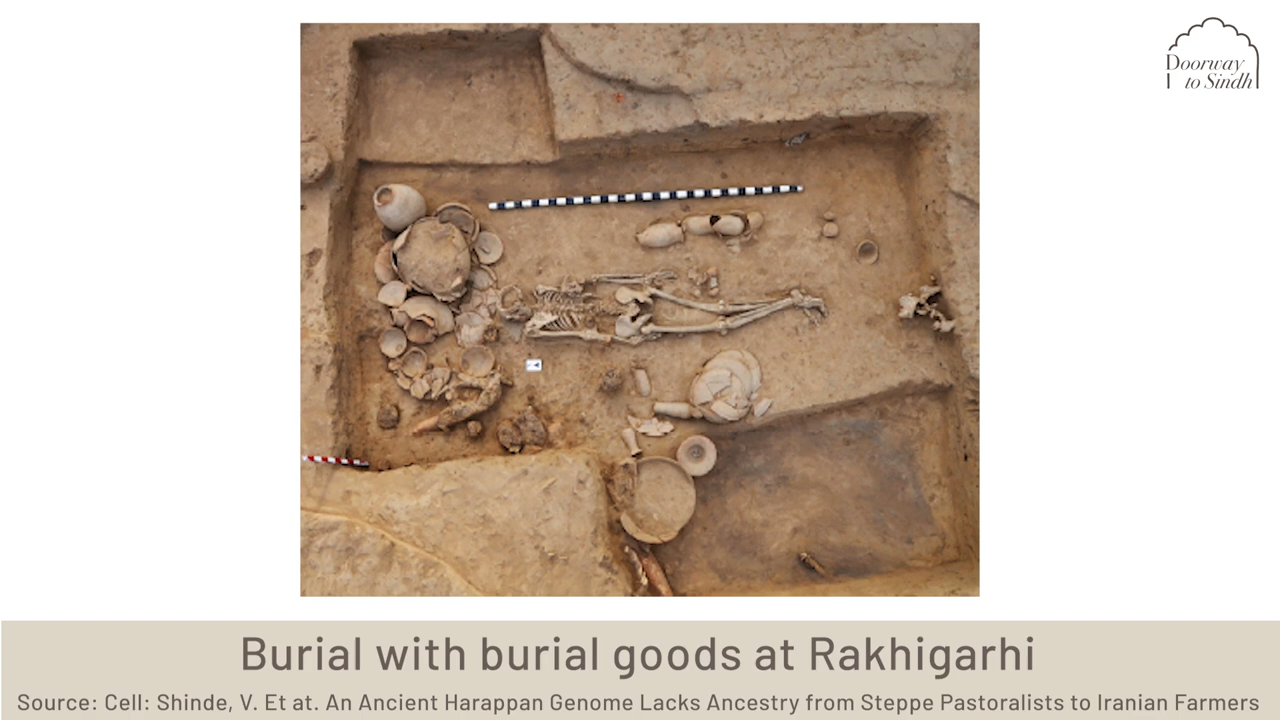 Doorway
to Sindh
Burial with burial goods at Rakhigarhi
Source: Cell: Shinde, V. Et at. An Ancient Harappan Genome Lacks Ancestry from Steppe Pastoralists to Iranian Farmers